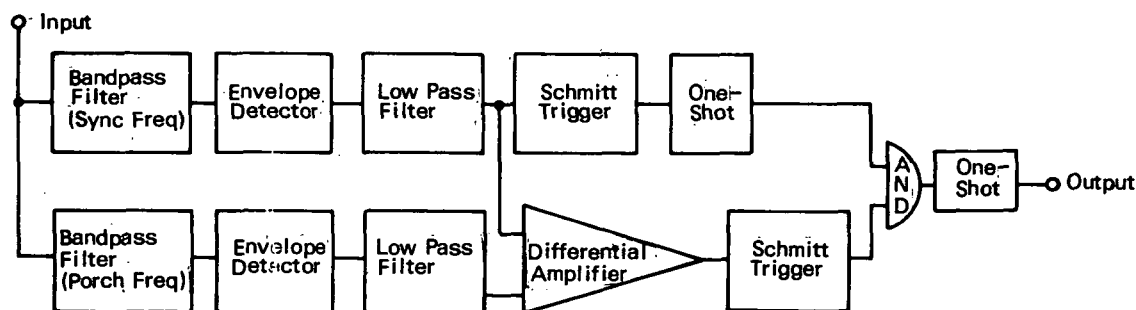 Input
Bandpass
Filter
(Sync Freq)
Envelope
Detector
Low Pass
Filter
Schmitt
Trigger
One-
Shot
Bandpass
Filter
(Porch Freq)
Envelope
Detector
Low Pass
Filter
Differential
Amplifier
Schmitt
Trigger
AND
One-
Shot
Output